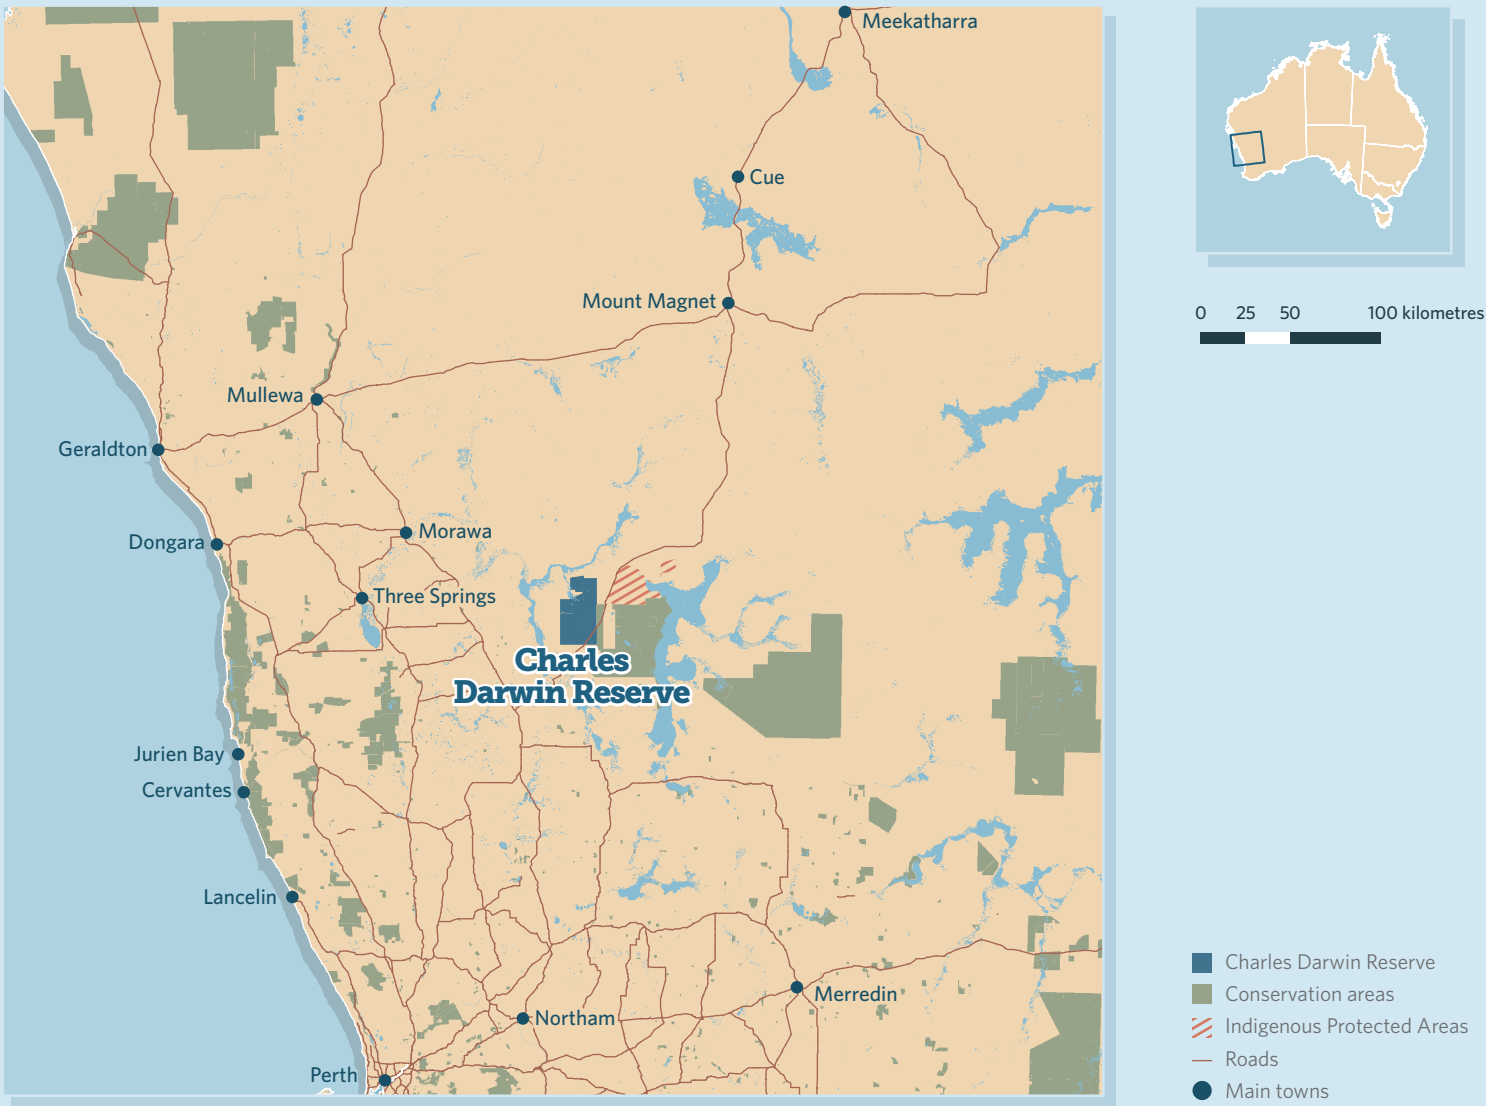 Meekatharra
Cue
Mount Magnet
Mullewa
Geraldton
Morawa
Dongara
Three Springs
Charles
Darwin Reserve
Jurien Bay
Cervantes
Lancelin
Merredin
Northam
Perth
0 25 50 100 kilometres
Charles Darwin Reserve
Conservation areas
Indigenous Protected Areas
Roads
Main towns